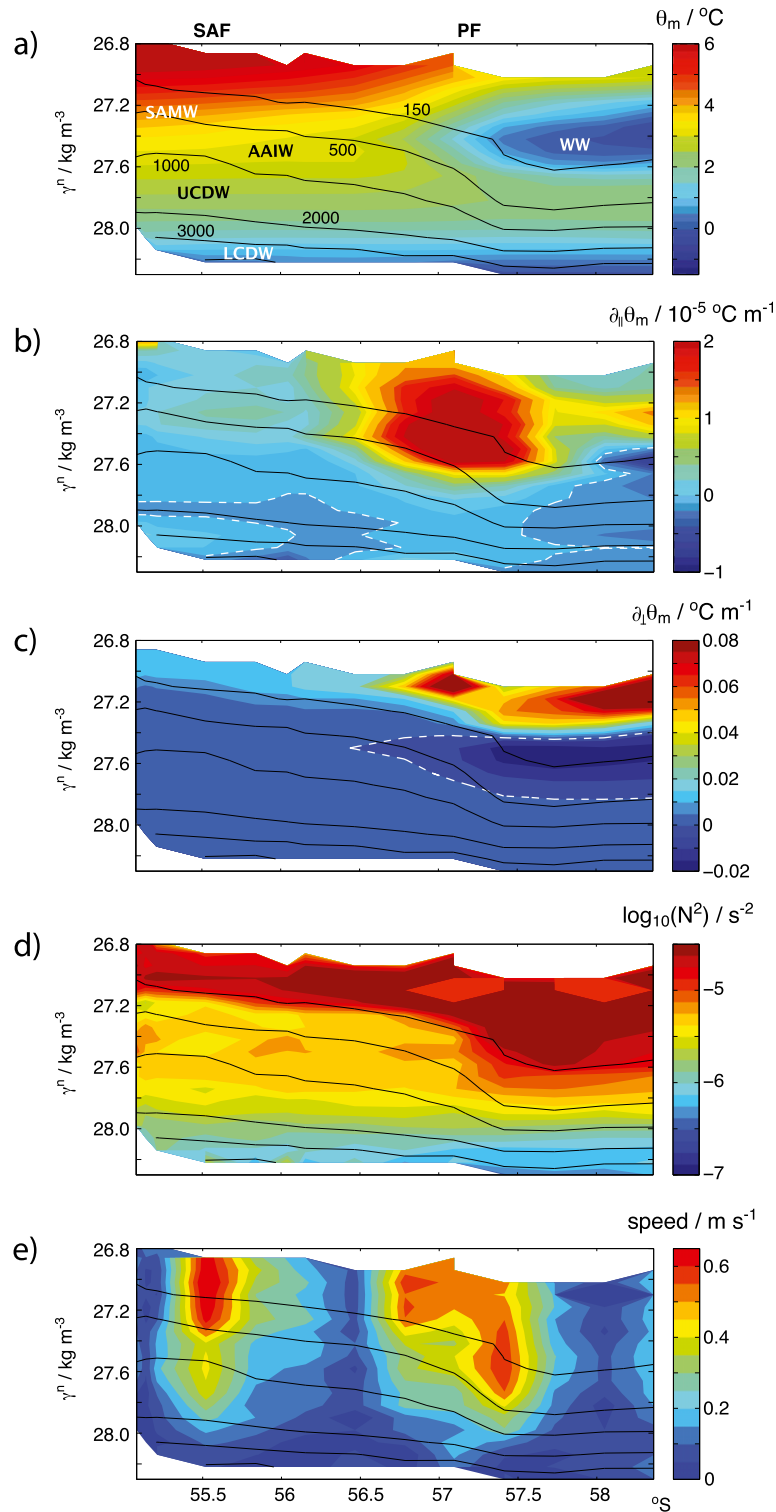 SAF PF
a) θm / °C
26.8
27.2
27.6
28.0
γⁿ / kg m⁻³
SAMW
AAIW
UCDW
LCDW
WW
150
500
1000
2000
3000
6
4
2
0
b) ∂∥θm / 10⁻⁵ °C m⁻¹
26.8
27.2
27.6
28.0
γⁿ / kg m⁻³
2
1
0
−1
c) ∂⊥θm / °C m⁻¹
26.8
27.2
27.6
28.0
γⁿ / kg m⁻³
0.08
0.06
0.04
0.02
0
−0.02
d) log₁₀(N²) / s⁻²
26.8
27.2
27.6
28.0
γⁿ / kg m⁻³
−5
−6
−7
e) speed / m s⁻¹
26.8
27.2
27.6
28.0
γⁿ / kg m⁻³
0.6
0.4
0.2
0
55.5 56 56.5 57 57.5 58 °S